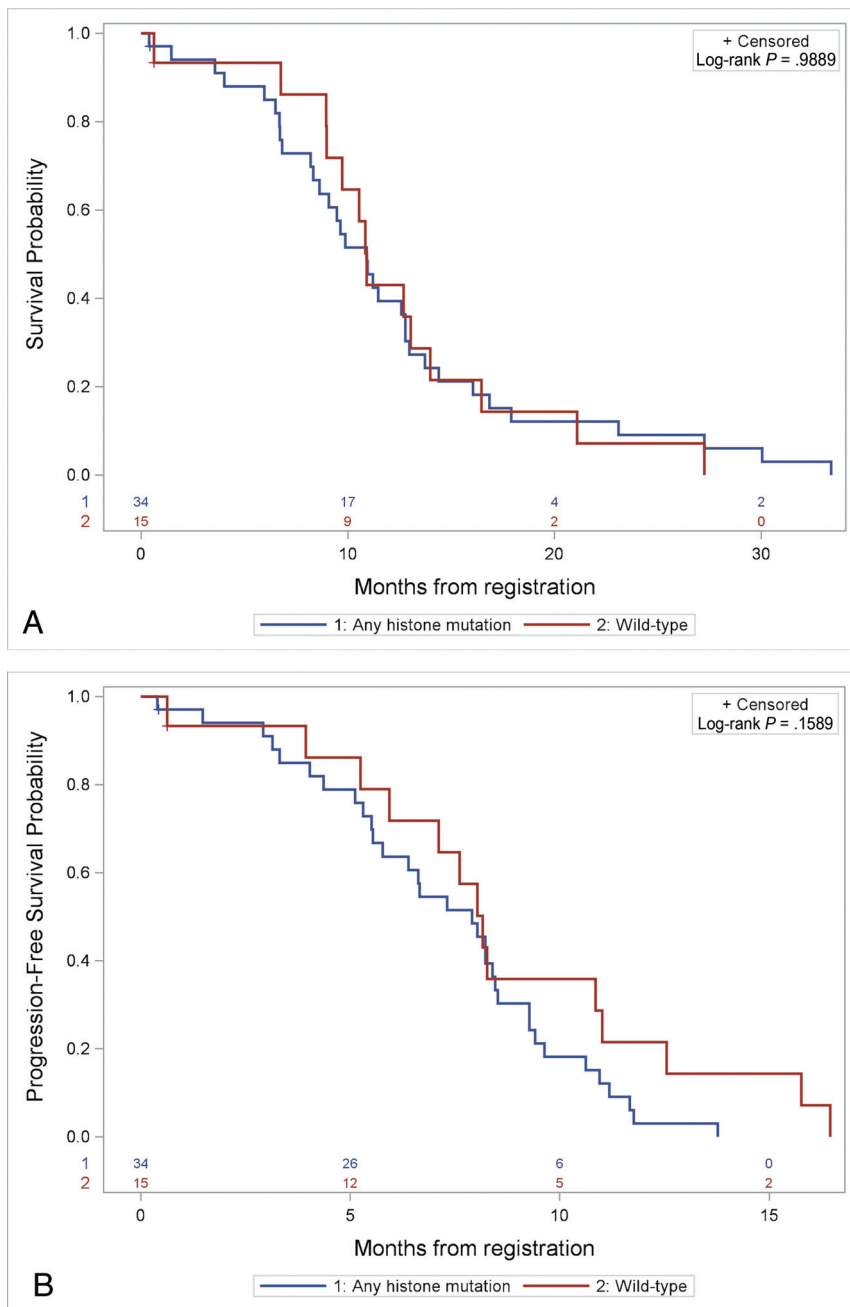 1.0
+ Censored
Log-rank P = .9889
0.8
0.6
0.4
0.2
0.0
Survival Probability
1 34 17 4 2
2 15 9 2 0
0 10 20 30
Months from registration
A
1: Any histone mutation 2: Wild-type
1.0
+ Censored
Log-rank P = .1589
0.8
0.6
0.4
0.2
0.0
Progression-Free Survival Probability
1 34 26 6 0
2 15 12 5 2
0 5 10 15
Months from registration
B
1: Any histone mutation 2: Wild-type